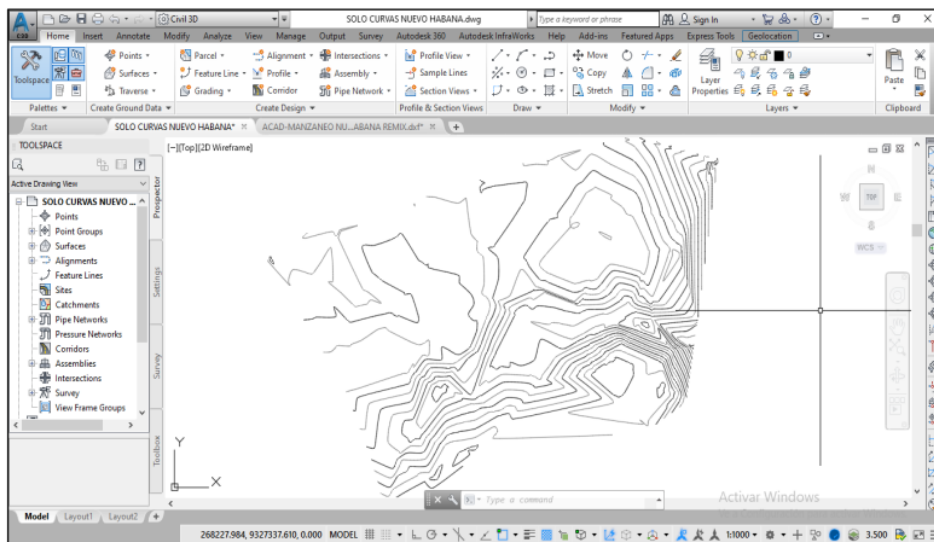 Civil 3D SOLO CURVAS NUEVO HABANA.dwg Type a keyword or phrase Sign In
Home Insert Annotate Modify Analyze View Manage Output Survey Autodesk 360 Autodesk InfraWorks Help Add-ins Featured Apps Express Tools Geolocation
Points Parcel Alignment Intersections Profile View Move
Toolspace Surfaces Feature Line Profile Assembly Sample Lines Copy Layer Properties Paste
Traverse Grading Corridor Pipe Network Section Views Stretch
0
Palettes Create Ground Data Create Design Profile & Section Views Draw Modify Layers Clipboard
Start SOLO CURVAS NUEVO HABANA* ACAD-MANZANEO NU...ABANA REMIX.dxf*
TOOLSPACE
[−][Top][2D Wireframe]
Active Drawing View
SOLO CURVAS NUEVO ...
Points
Point Groups
Surfaces
Alignments
Feature Lines
Sites
Catchments
Pipe Networks
Pressure Networks
Corridors
Assemblies
Intersections
Survey
View Frame Groups
Prospector
Settings
Survey
Toolbox
N
W TOP E
S
WCS
Y
X
Type a command
Activar Windows
Model Layout1 Layout2
268227.984, 9327337.610, 0.000 MODEL 1:1000 3.500